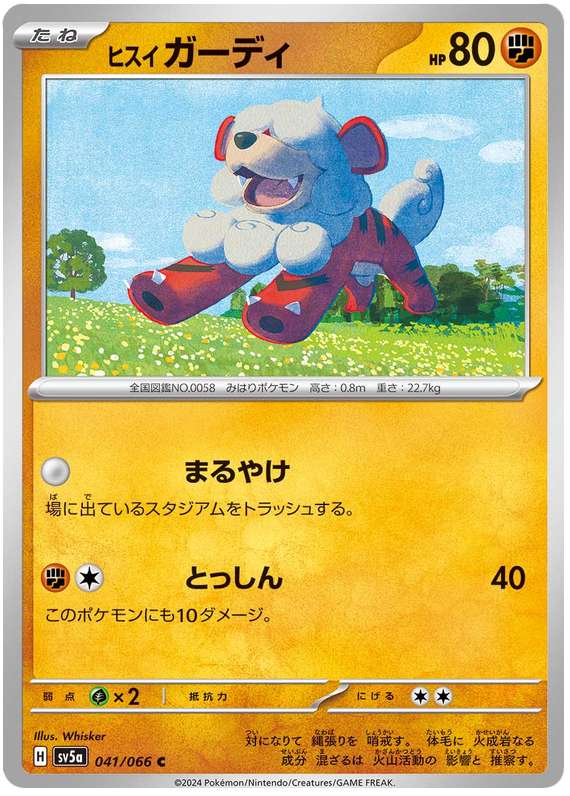 たね
ヒスイ ガーディ HP80
全国図鑑NO.0058 みはりポケモン 高さ:0.8m 重さ:22.7kg
まるやけ
場に出ているスタジアムをトラッシュする。
とっしん 40
このポケモンにも10ダメージ。
弱点 ×2 抵抗力 にげる
Illus. Whisker
対になりて 縄張りを 哨戒す。 体毛に 火成岩なる
成分 混ざるは 火山活動の 影響と 推察す。
H sv5a 041/066 C
©2024 Pokémon/Nintendo/Creatures/GAME FREAK.